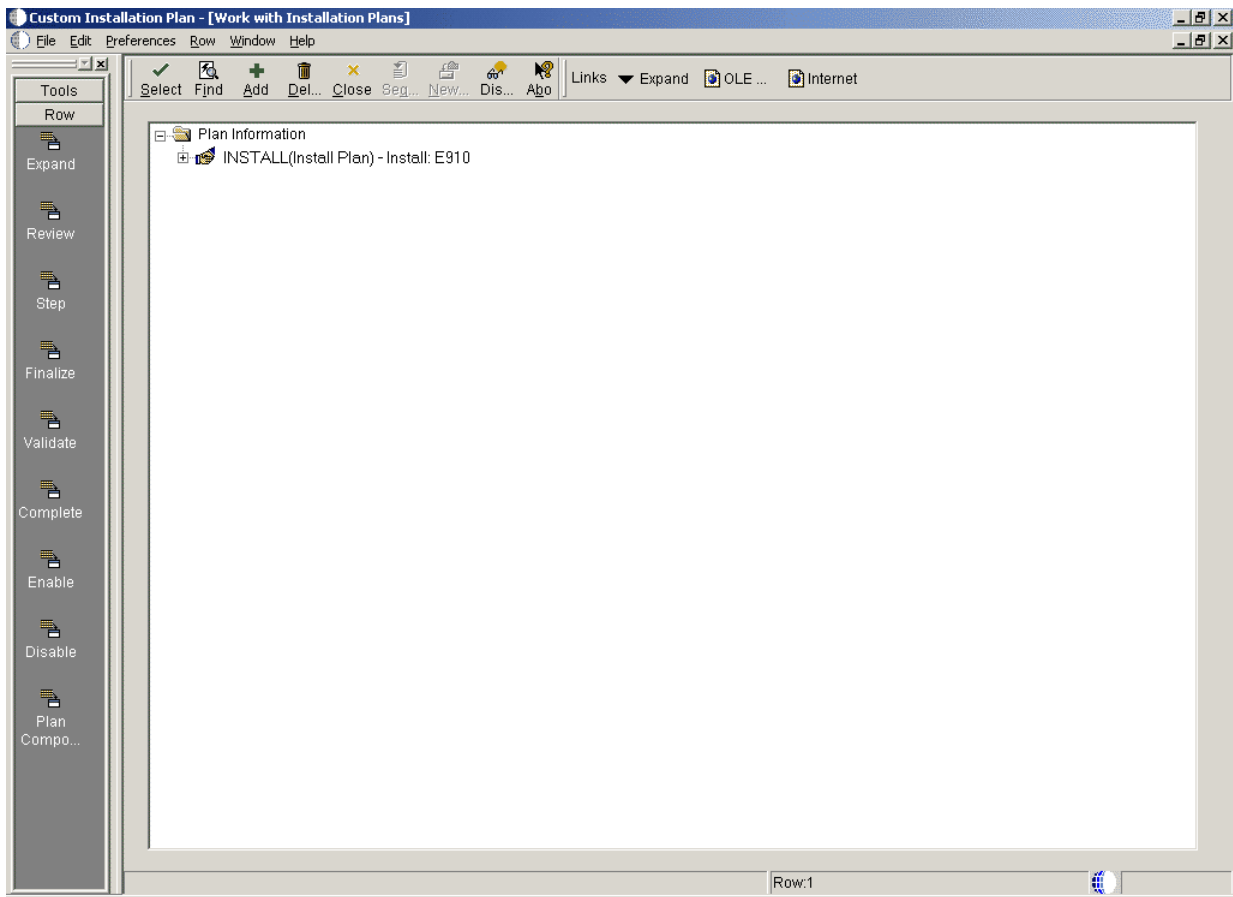 Custom Installation Plan - [Work with Installation Plans]
File Edit Preferences Row Window Help
Tools
Row
Expand
Review
Step
Finalize
Validate
Complete
Enable
Disable
Plan
Compo...
Select Find Add Del... Close Seq... New... Dis... Abo Links Expand OLE ... Internet
Plan Information
INSTALL(Install Plan) - Install: E910
Row:1